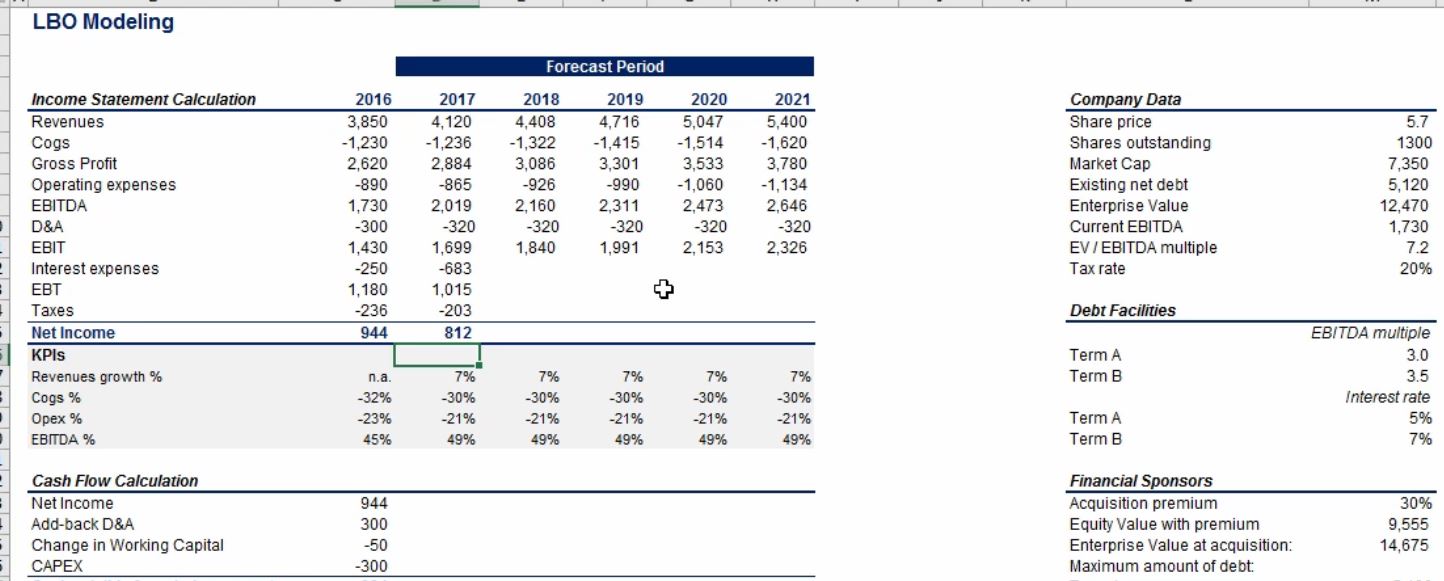 LBO Modeling
Forecast Period
Income Statement Calculation 2016 2017 2018 2019 2020 2021
Revenues 3,850 4,120 4,408 4,716 5,047 5,400
Cogs -1,230 -1,236 -1,322 -1,415 -1,514 -1,620
Gross Profit 2,620 2,884 3,086 3,301 3,533 3,780
Operating expenses -890 -865 -926 -990 -1,060 -1,134
EBITDA 1,730 2,019 2,160 2,311 2,473 2,646
D&A -300 -320 -320 -320 -320 -320
EBIT 1,430 1,699 1,840 1,991 2,153 2,326
Interest expenses -250 -683
EBT 1,180 1,015
Taxes -236 -203
Net Income 944 812
KPIs
Revenues growth % n.a. 7% 7% 7% 7% 7%
Cogs % -32% -30% -30% -30% -30% -30%
Opex % -23% -21% -21% -21% -21% -21%
EBITDA % 45% 49% 49% 49% 49% 49%
Cash Flow Calculation
Net Income 944
Add-back D&A 300
Change in Working Capital -50
CAPEX -300
Company Data
Share price 5.7
Shares outstanding 1300
Market Cap 7,350
Existing net debt 5,120
Enterprise Value 12,470
Current EBITDA 1,730
EV / EBITDA multiple 7.2
Tax rate 20%
Debt Facilities
EBITDA multiple
Term A 3.0
Term B 3.5
Interest rate
Term A 5%
Term B 7%
Financial Sponsors
Acquisition premium 30%
Equity Value with premium 9,555
Enterprise Value at acquisition: 14,675
Maximum amount of debt: